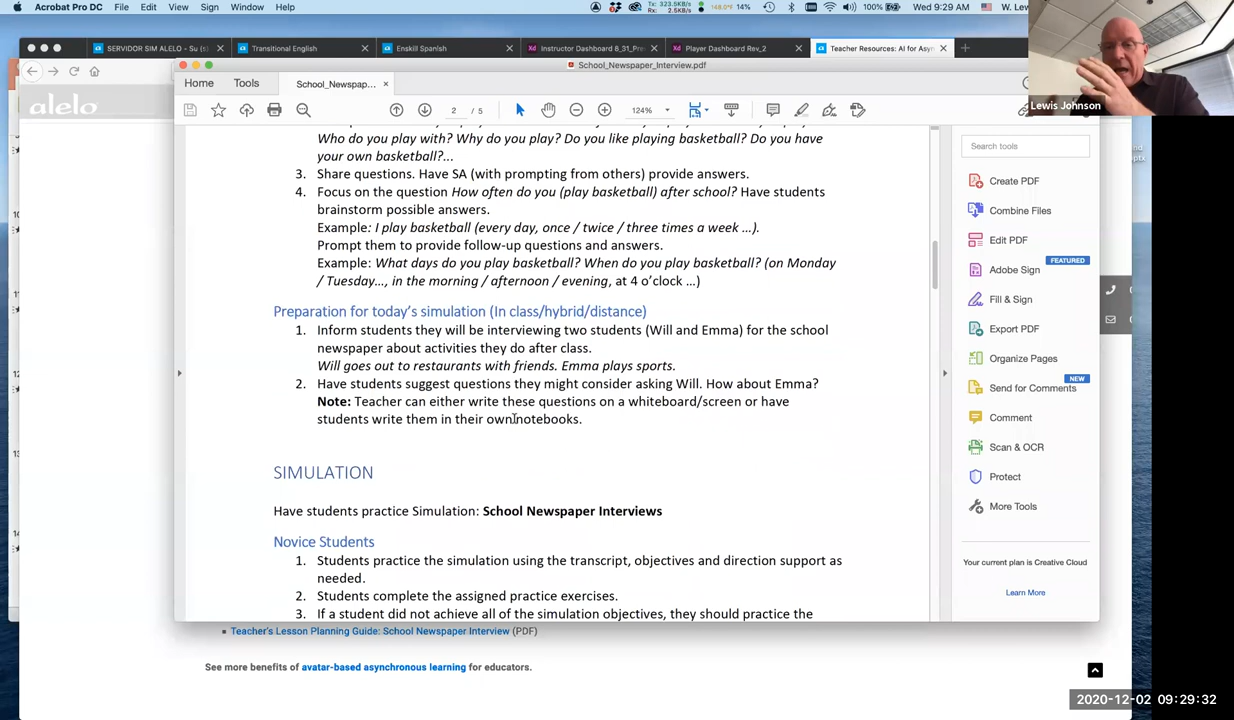 Acrobat Pro DC File Edit View Sign Window Help
Tx: 323.5KB/s
Rx: 2.5KB/s
148.0°F 14%
100%
Wed 9:29 AM
W. Lew
SERVIDOR SIM ALELO - Su (s)
Transitional English
Enskill Spanish
Instructor Dashboard 8_31_Pre
Player Dashboard Rev_2
Teacher Resources: AI for Asyn
School_Newspaper_Interview.pdf
Home Tools School_Newspap...
alelo
2 / 5
124%
Lewis Johnson
Who do you play with? Why do you play? Do you like playing basketball? Do you have
your own basketball?...
3. Share questions. Have SA (with prompting from others) provide answers.
4. Focus on the question How often do you (play basketball) after school? Have students
brainstorm possible answers.
Example: I play basketball (every day, once / twice / three times a week ...).
Prompt them to provide follow-up questions and answers.
Example: What days do you play basketball? When do you play basketball? (on Monday
/ Tuesday..., in the morning / afternoon / evening, at 4 o'clock ...)
Preparation for today's simulation (In class/hybrid/distance)
1. Inform students they will be interviewing two students (Will and Emma) for the school
newspaper about activities they do after class.
Will goes out to restaurants with friends. Emma plays sports.
2. Have students suggest questions they might consider asking Will. How about Emma?
Note: Teacher can either write these questions on a whiteboard/screen or have
students write them in their own notebooks.
SIMULATION
Have students practice Simulation: School Newspaper Interviews
Novice Students
1. Students practice the simulation using the transcript, objectives and direction support as
needed.
2. Students complete the assigned practice exercises.
3. If a student did not achieve all of the simulation objectives, they should practice the
Search tools
Create PDF
Combine Files
Edit PDF
FEATURED
Adobe Sign
Fill & Sign
Export PDF
Organize Pages
NEW
Send for Comments
Comment
Scan & OCR
Protect
More Tools
Your current plan is Creative Cloud
Learn More
Teacher's Lesson Planning Guide: School Newspaper Interview (PDF)
See more benefits of avatar-based asynchronous learning for educators.
2020-12-02 09:29:32